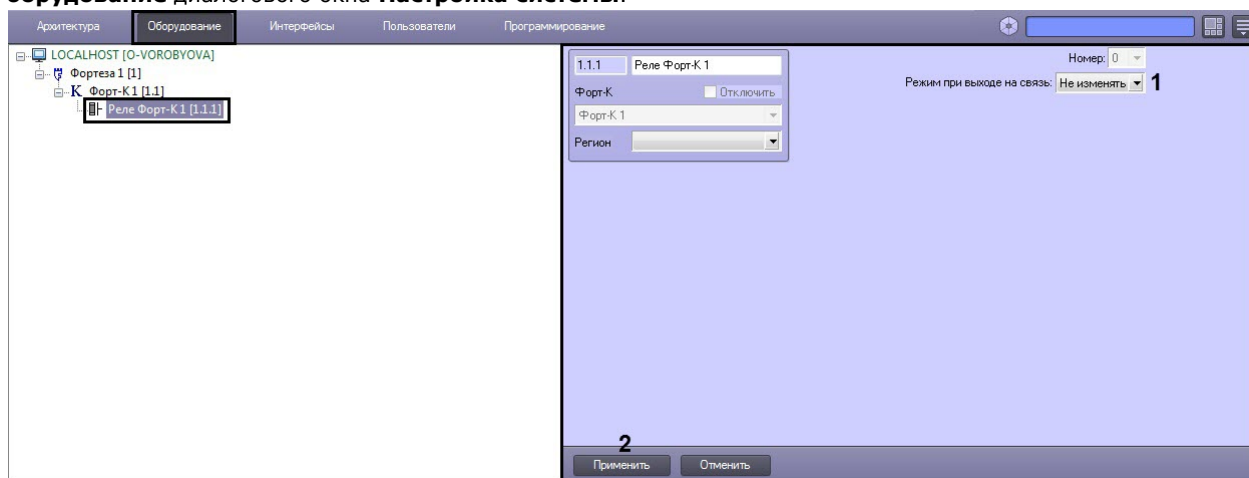 орудование диалогового окна Настройка системы.
Архитектура Оборудование Интерфейсы Пользователи Программирование
LOCALHOST [O-VOROBYOVA]
Фортеза 1 [1]
Форт-К 1 [1.1]
Реле Форт-К 1 [1.1.1]
1.1.1 Реле Форт-К 1
Форт-К Отключить
Форт-К 1
Регион
Номер: 0
Режим при выходе на связь: Не изменять 1
2
Применить Отменить